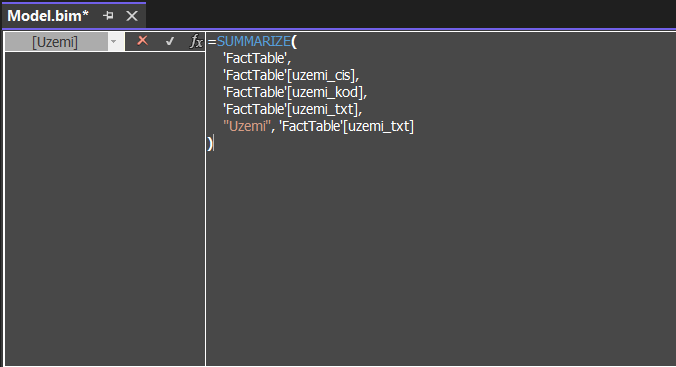 Model.bim*
[Uzemi]
fx
=SUMMARIZE(
'FactTable',
'FactTable'[uzemi_cis],
'FactTable'[uzemi_kod],
'FactTable'[uzemi_txt],
"Uzemi", 'FactTable'[uzemi_txt]
)